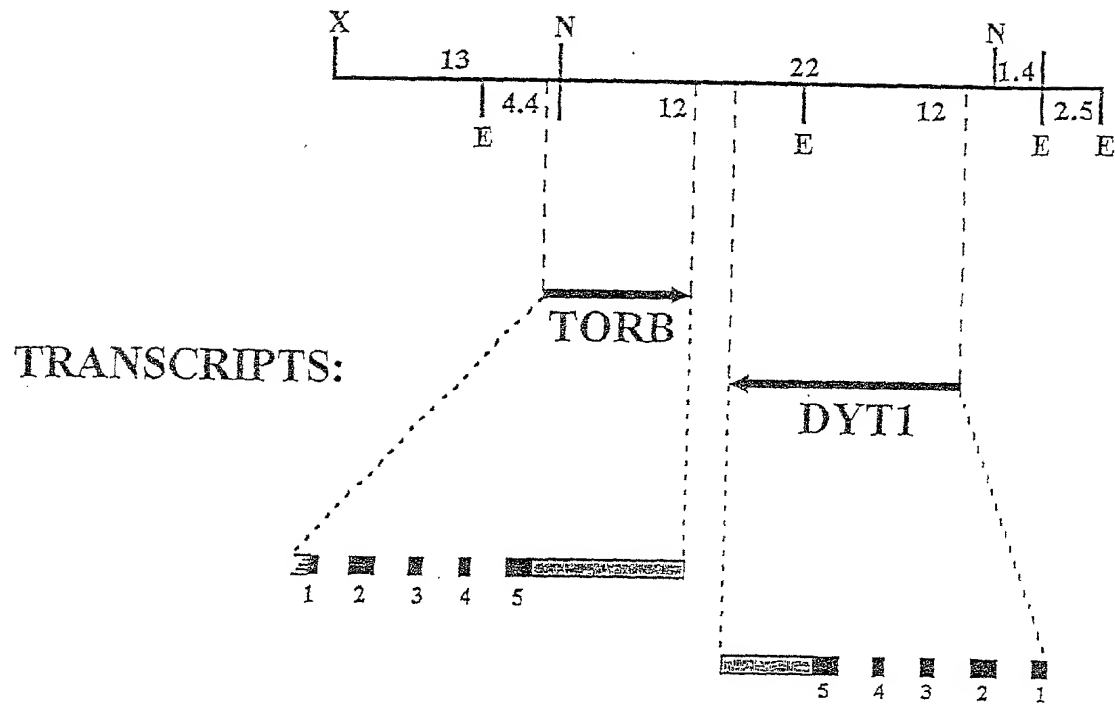 X N N
13 22 1.4
4.4 12 12 2.5
E E E E
TORB
TRANSCRIPTS:
DYT1
1 2 3 4 5
5 4 3 2 1